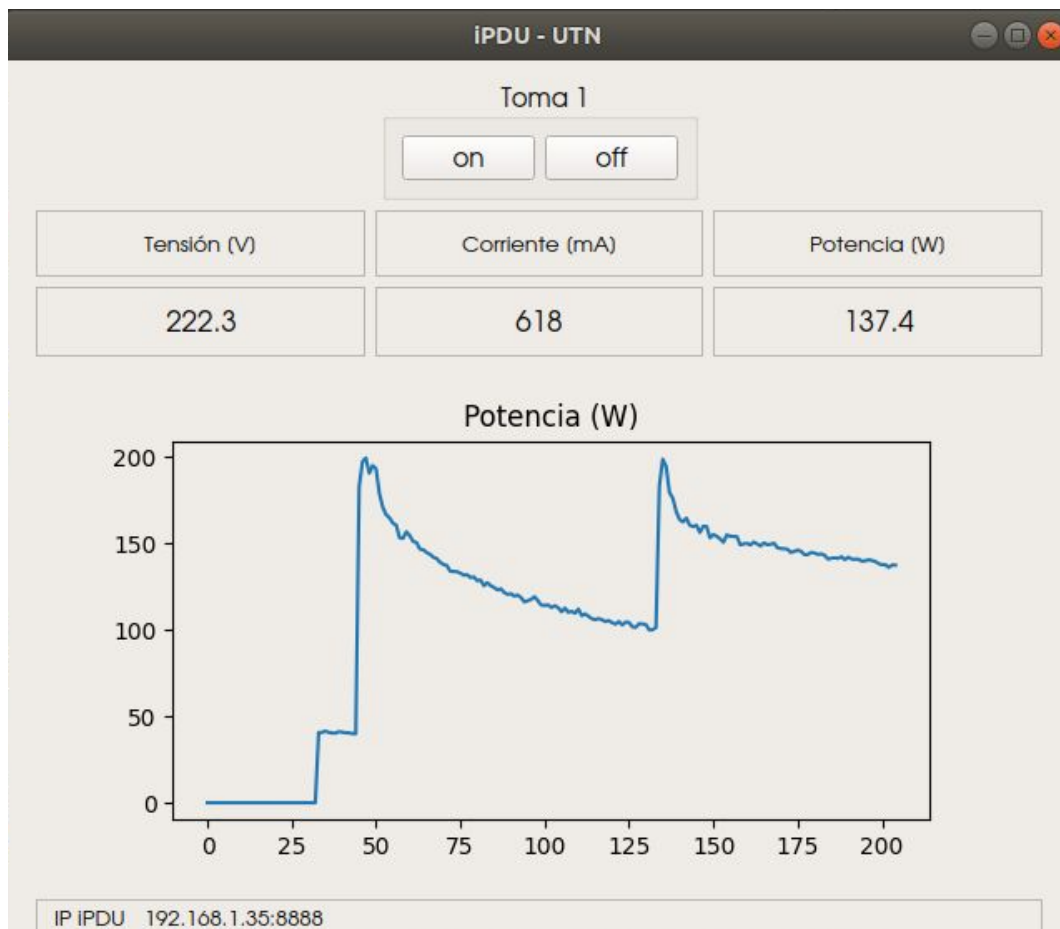 iPDU - UTN
Toma 1
on off
Tensión (V) Corriente (mA) Potencia (W)
222.3 618 137.4
Potencia (W)
200
150
100
50
0
0 25 50 75 100 125 150 175 200
IP iPDU 192.168.1.35:8888